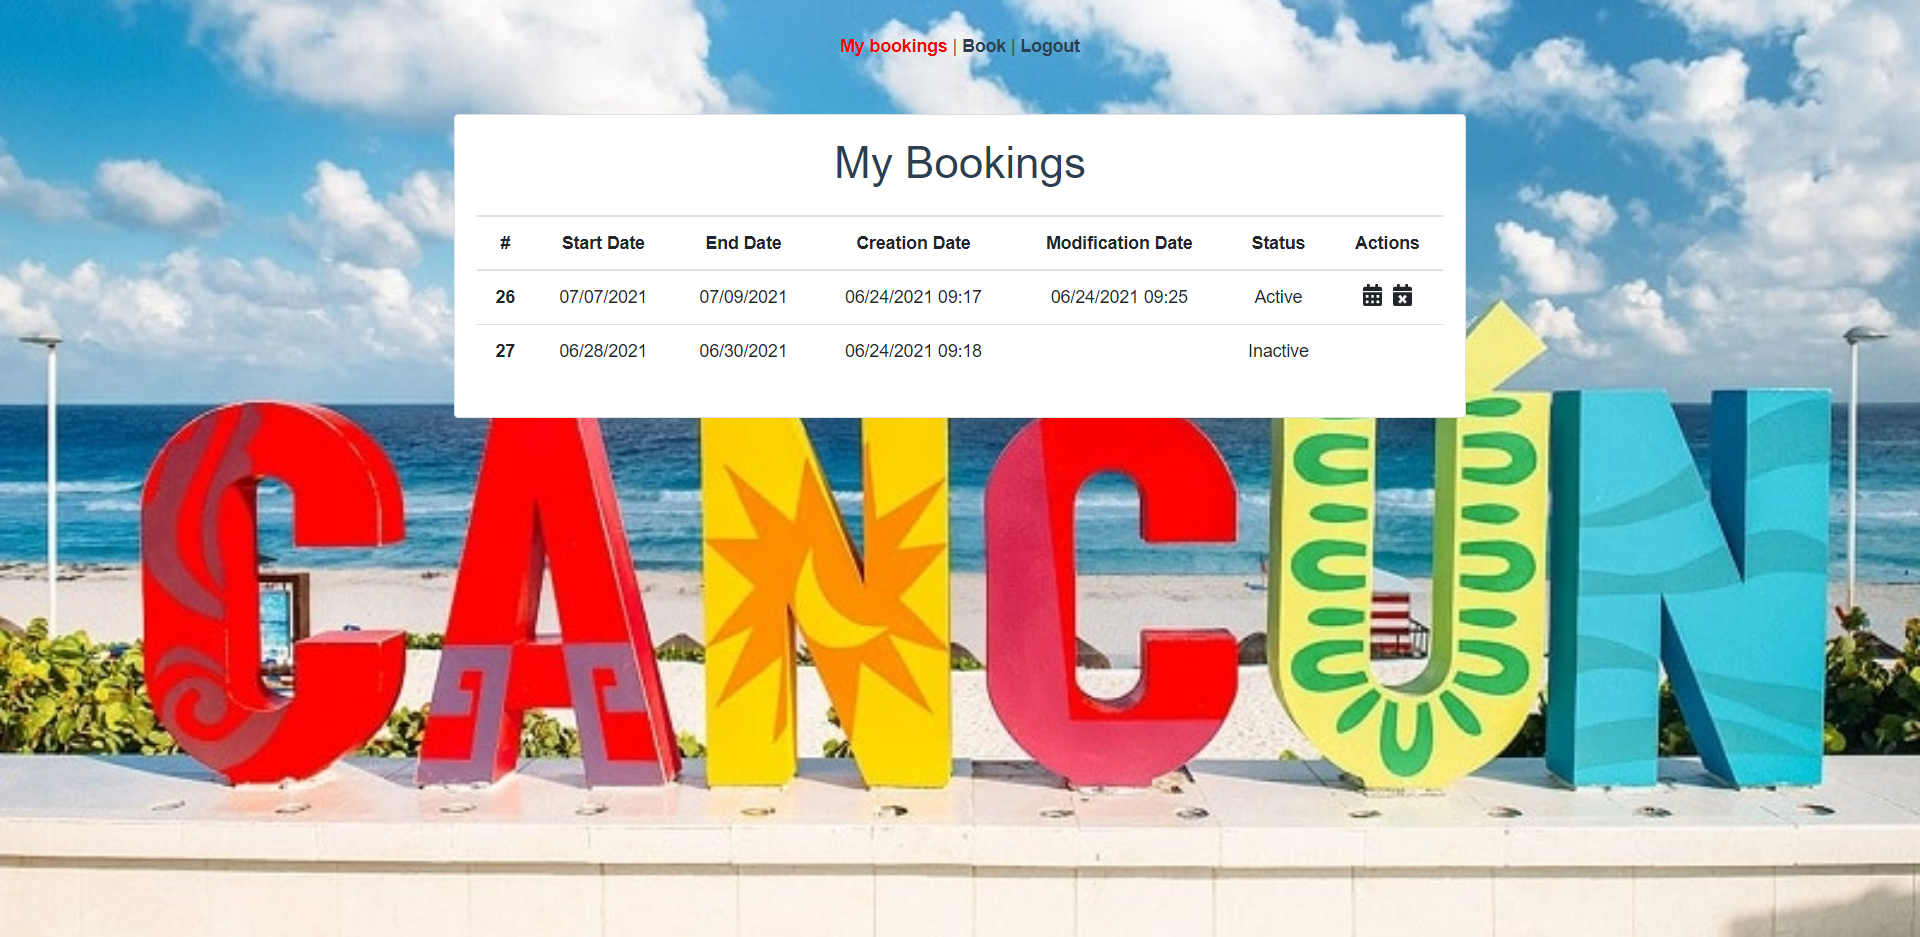 My bookings | Book | Logout
My Bookings
# Start Date End Date Creation Date Modification Date Status Actions
26 07/07/2021 07/09/2021 06/24/2021 09:17 06/24/2021 09:25 Active
27 06/28/2021 06/30/2021 06/24/2021 09:18 Inactive
CANCÚN